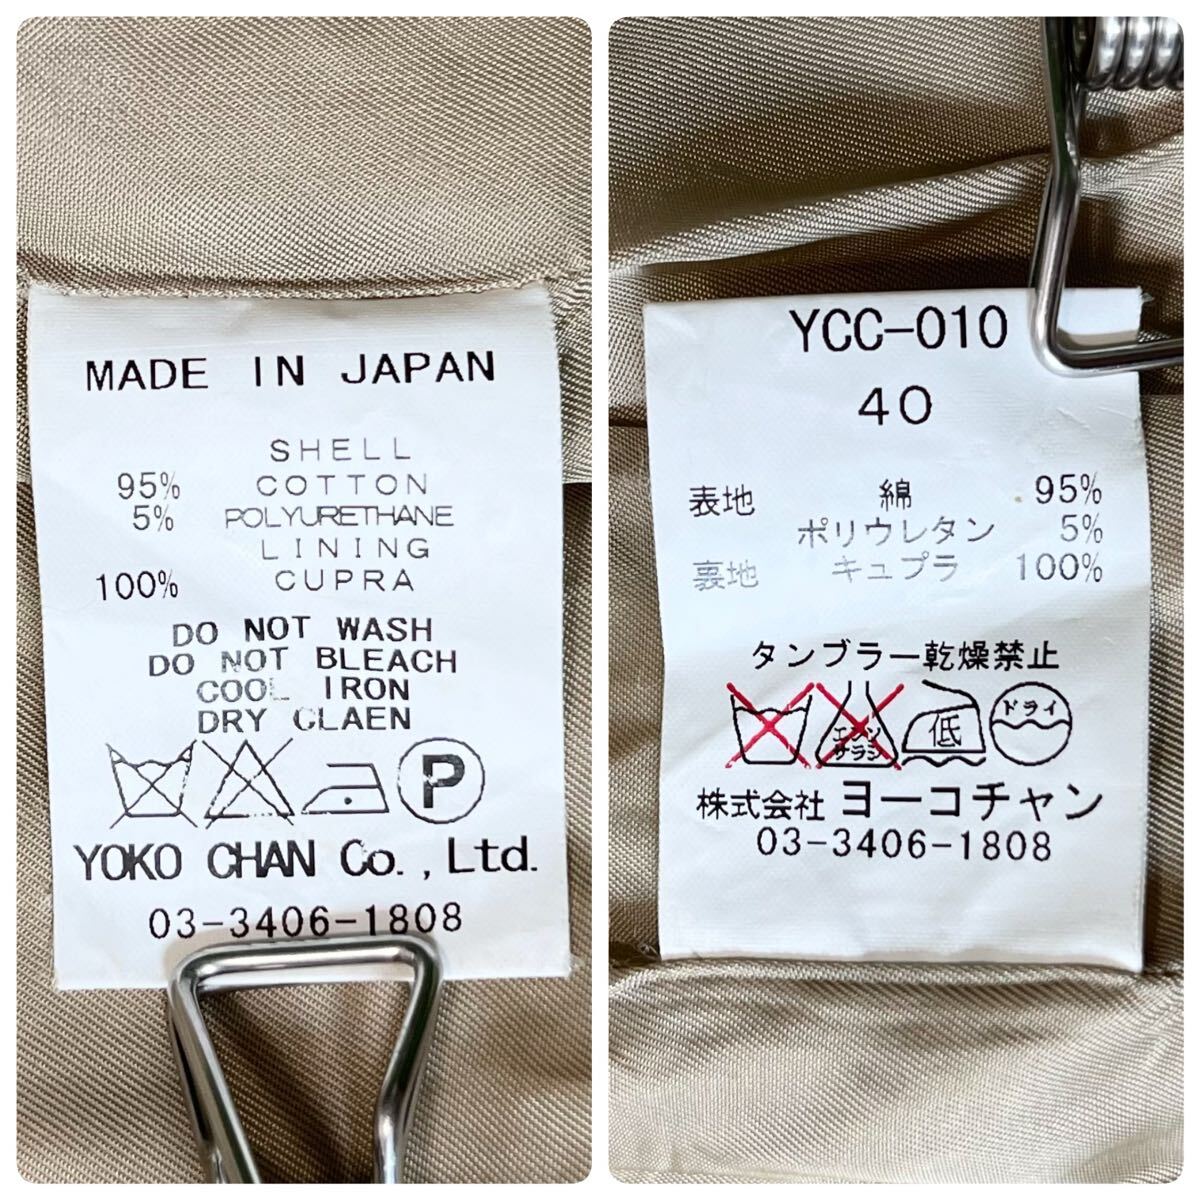 MADE IN JAPAN
SHELL
95% COTTON
5% POLYURETHANE
LINING
100% CUPRA
DO NOT WASH
DO NOT BLEACH
COOL IRON
DRY CLAEN
P
YOKO CHAN Co., Ltd.
03-3406-1808
YCC-010
40
表地 綿 95%
ポリウレタン 5%
裏地 キュプラ 100%
タンブラー乾燥禁止
エンソサラシ 低 ドライ
株式会社 ヨーコチャン
03-3406-1808